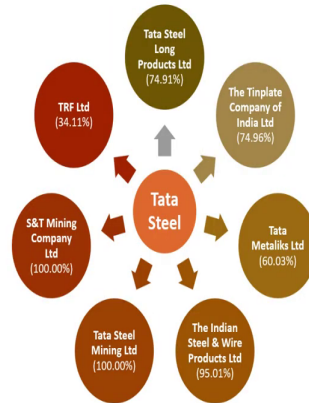 Tata Steel
Long
Products Ltd
(74.91%)
TRF Ltd
(34.11%)
The Tinplate
Company of
India Ltd
(74.96%)
Tata
Steel
S&T Mining
Company
Ltd
(100.00%)
Tata
Metaliks Ltd
(60.03%)
Tata Steel
Mining Ltd
(100.00%)
The Indian
Steel & Wire
Products Ltd
(95.01%)